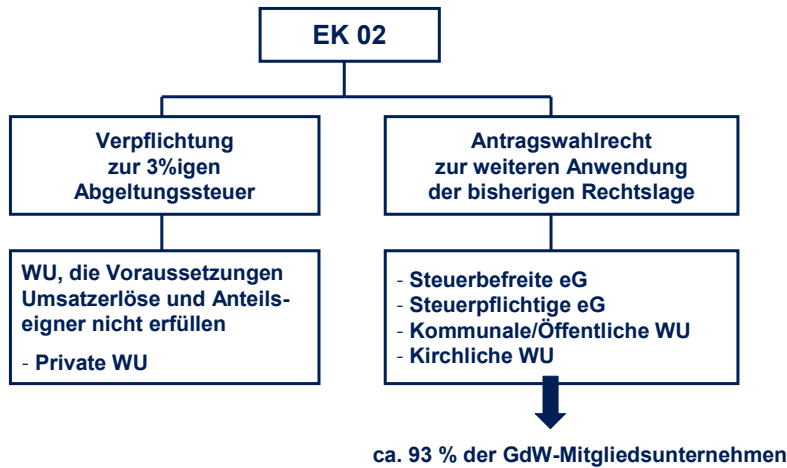 EK 02
Verpflichtung
zur 3%igen
Abgeltungssteuer
Antragswahlrecht
zur weiteren Anwendung
der bisherigen Rechtslage
WU, die Voraussetzungen
Umsatzerlöse und Anteils-
eigner nicht erfüllen
- Private WU
- Steuerbefreite eG
- Steuerpflichtige eG
- Kommunale/Öffentliche WU
- Kirchliche WU
ca. 93 % der GdW-Mitgliedsunternehmen